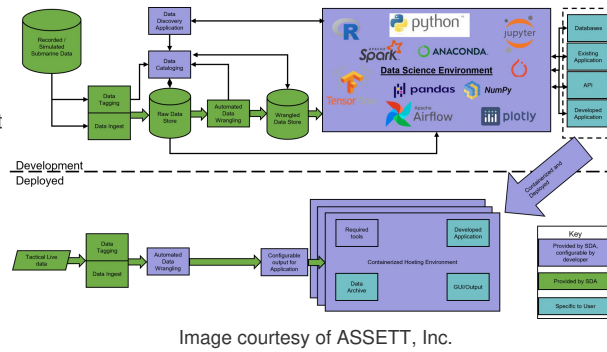 Recorded /
Simulated
Submarine Data
Data
Discovery
Application
Data
Cataloging
Data
Tagging
Data Ingest
Raw Data
Store
Automated
Data
Wrangling
Wrangled
Data Store
R
python™
jupyter
APACHE
Spark
ANACONDA.
Data Science Environment
Tensor
pandas
NumPy
Apache
Airflow
plotly
Databases
Existing
Application
API
Developed
Application
t
Development
Deployed
Containerized and
Deployed
Tactical Live
data
Data
Tagging
Data Ingest
Automated
Data
Wrangling
Configurable
output for
Application
Required
tools
Developed
Application
Containerized Hosting Environment
Data
Archive
GUI/Output
Key
Provided by SDA,
configurable by
developer
Provided by SDA
Specific to User
Image courtesy of ASSETT, Inc.